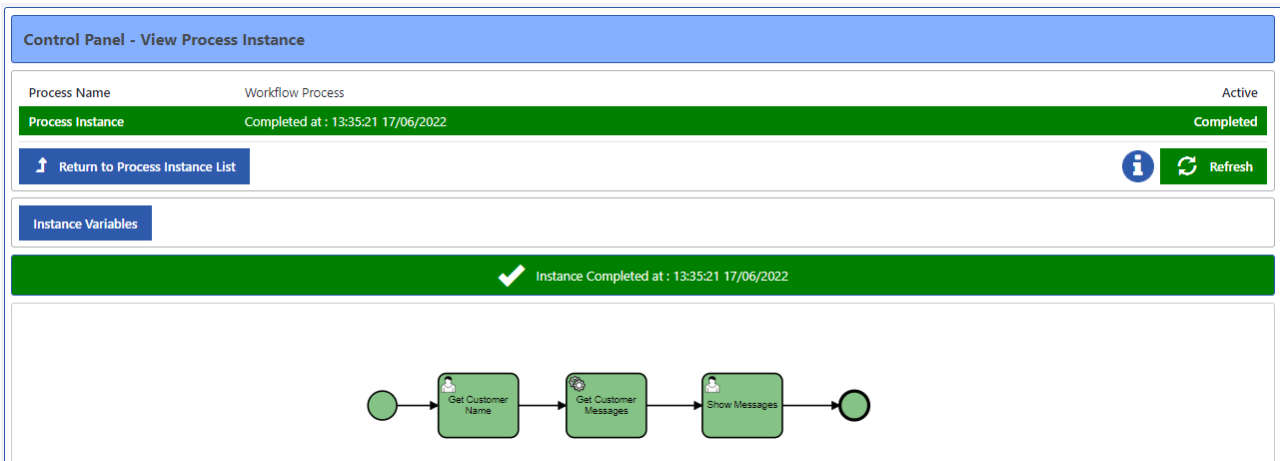 Control Panel - View Process Instance
Process Name Workflow Process Active
Process Instance Completed at : 13:35:21 17/06/2022 Completed
Return to Process Instance List Refresh
Instance Variables
Instance Completed at : 13:35:21 17/06/2022
Get Customer Name
Get Customer Messages
Show Messages